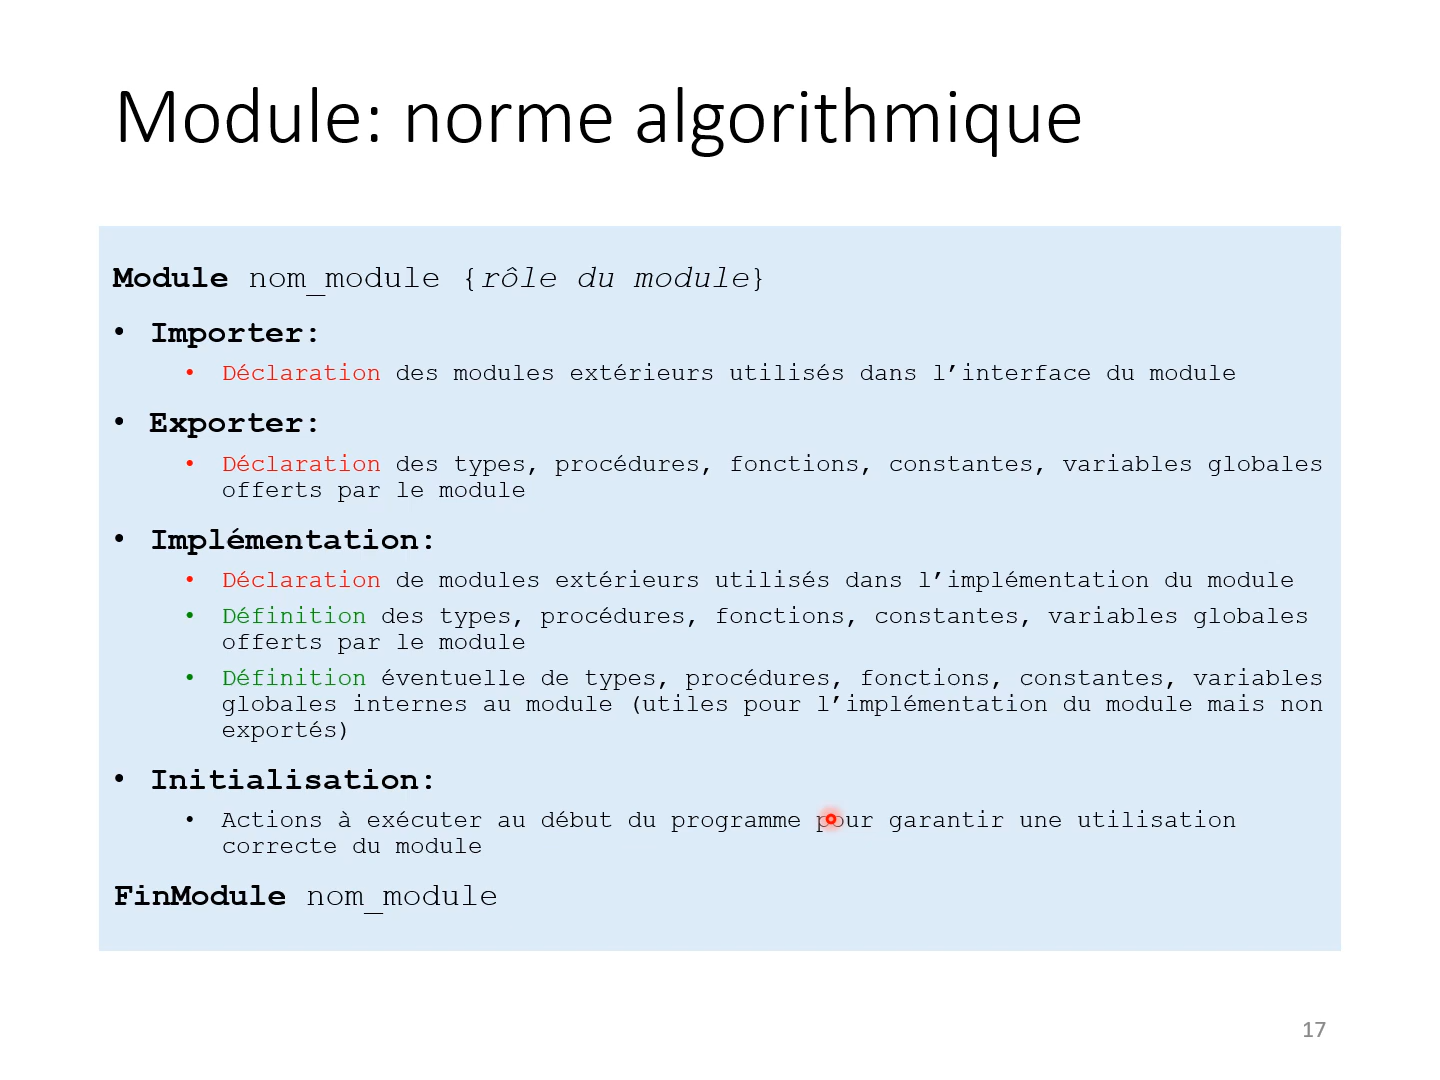 Module: norme algorithmique
Module nom_module {rôle du module}
• Importer:
• Déclaration des modules extérieurs utilisés dans l’interface du module
• Exporter:
• Déclaration des types, procédures, fonctions, constantes, variables globales
offerts par le module
• Implémentation:
• Déclaration de modules extérieurs utilisés dans l’implémentation du module
• Définition des types, procédures, fonctions, constantes, variables globales
offerts par le module
• Définition éventuelle de types, procédures, fonctions, constantes, variables
globales internes au module (utiles pour l’implémentation du module mais non
exportés)
• Initialisation:
• Actions à exécuter au début du programme pour garantir une utilisation
correcte du module
FinModule nom_module
17